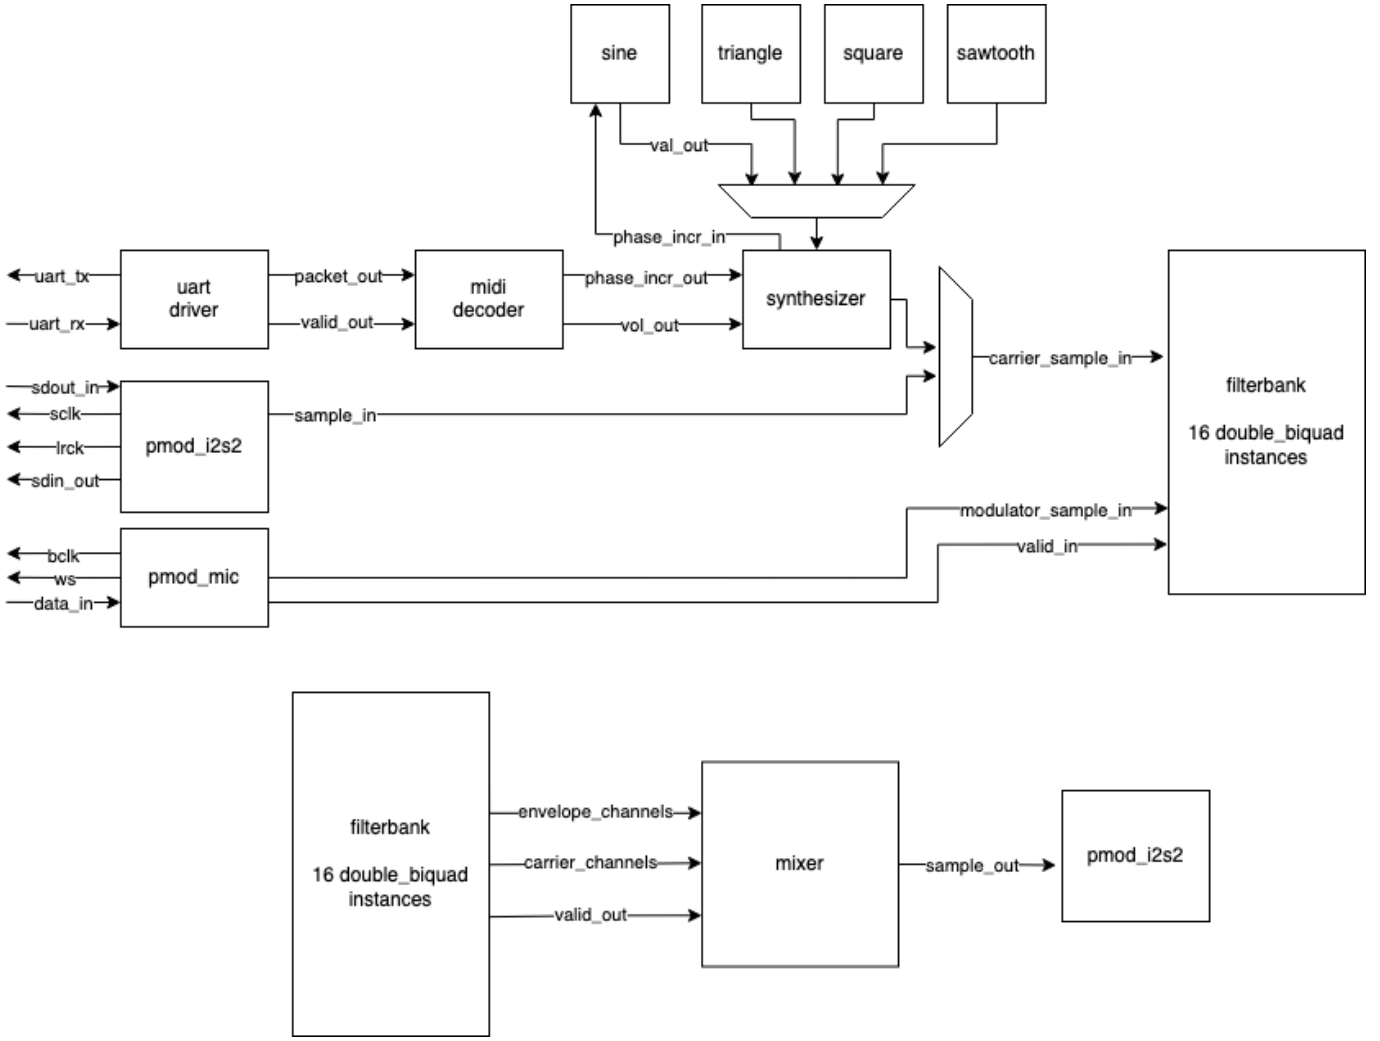 sine
triangle
square
sawtooth
val_out
phase_incr_in
uart_tx
uart_rx
uart
driver
packet_out
valid_out
midi
decoder
phase_incr_out
vol_out
synthesizer
carrier_sample_in
filterbank
16 double_biquad
instances
sdout_in
sclk
lrck
sdin_out
pmod_i2s2
sample_in
modulator_sample_in
valid_in
bclk
ws
data_in
pmod_mic
filterbank
16 double_biquad
instances
envelope_channels
carrier_channels
valid_out
mixer
sample_out
pmod_i2s2